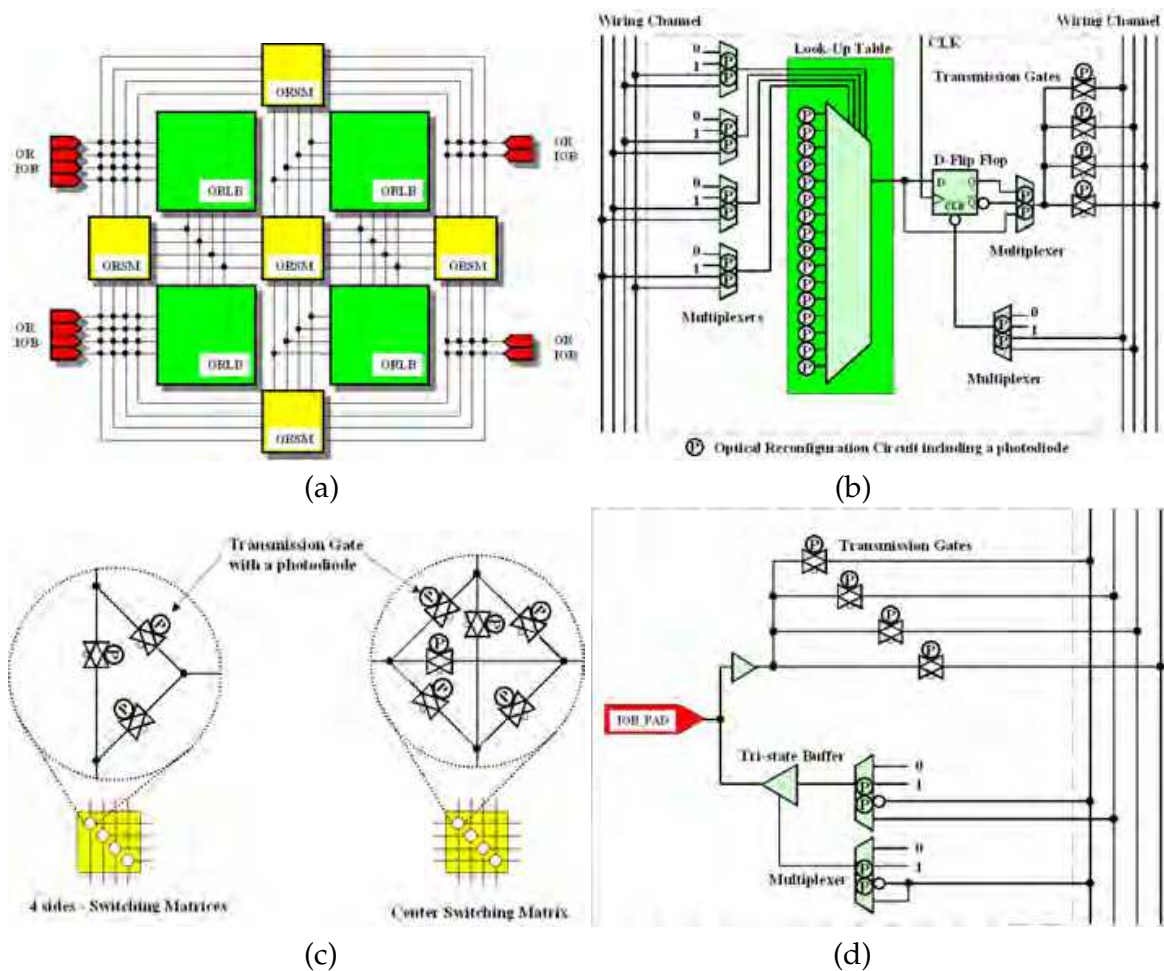 ORSM
OR
IOB
ORLB
ORLB
OR
IOB
ORSM
ORSM
ORSM
OR
IOB
ORLB
ORLB
OR
IOB
ORSM
(a)
Wiring Channel
Wiring Channel
CLK
Look-Up Table
Transmission Gates
0
1
0
1
0
1
0
1
P
D-Flip Flop
D
Q
Q
CLR
Multiplexer
Multiplexers
0
1
Multiplexer
P Optical Reconfiguration Circuit including a photodiode
(b)
Transmission Gate
with a photodiode
P
4 sides - Switching Matrices
Center Switching Matrix
(c)
Transmission Gates
P
IOB_PAD
Tri-state Buffer
0
1
0
1
Multiplexer
(d)